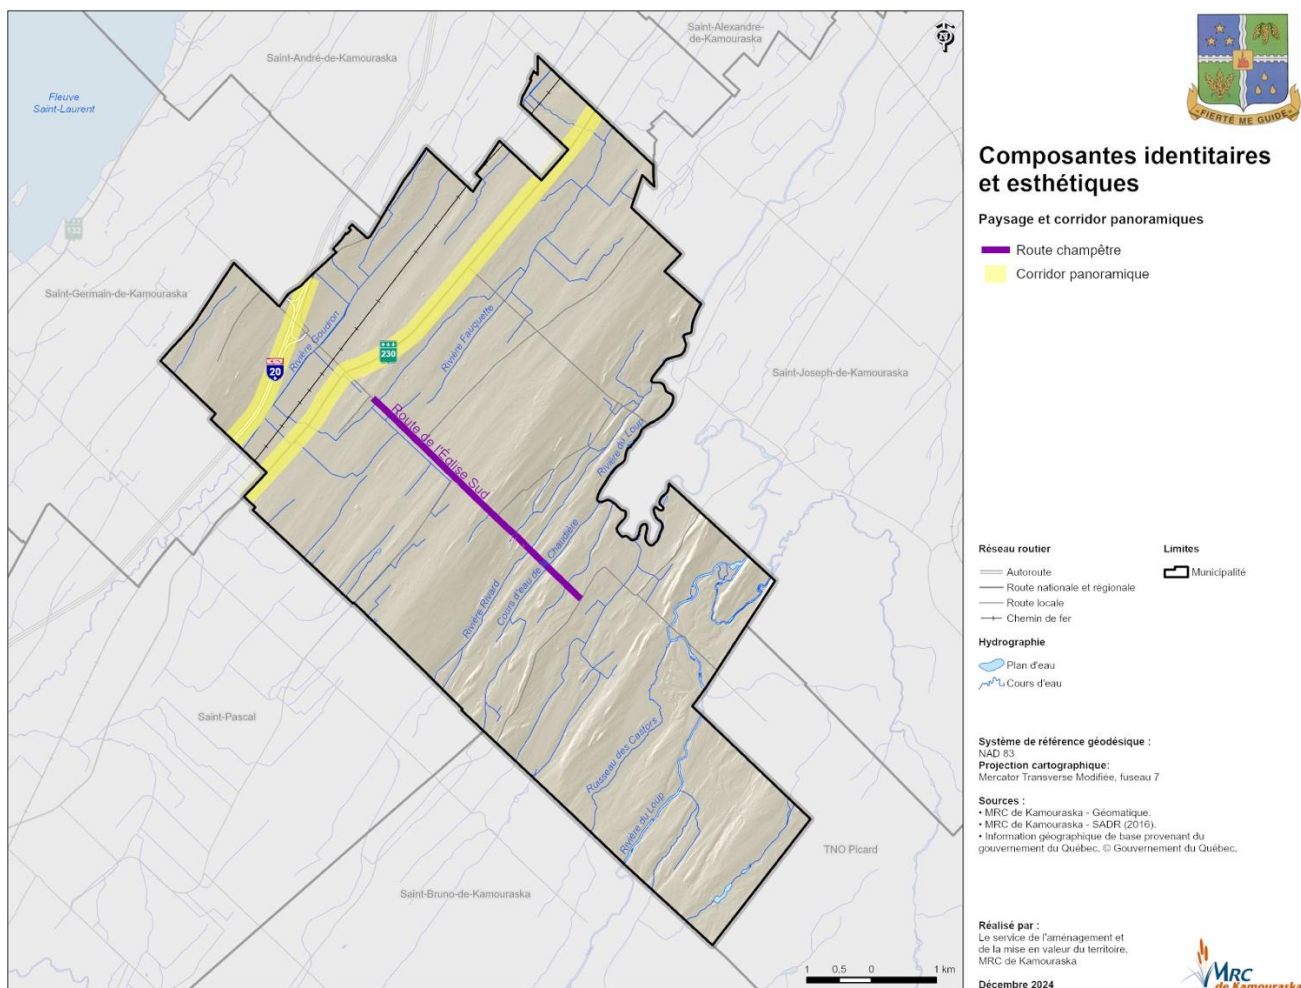 Saint-Alexandre-
de-Kamouraska
Saint-André-de-Kamouraska
Fleuve
Saint-Laurent
132
Saint-Germain-de-Kamouraska
Rivière Goudron
20
230
Rivière Fauquette
Saint-Joseph-de-Kamouraska
Route de l'Église Sud
Rivière du Loup
Cours d'eau de la Chaudière
Rivière Rivard
Saint-Pascal
Ruisseau des Castors
Rivière du Loup
TNO Picard
Saint-Bruno-de-Kamouraska
1 0,5 0 1 km
FIERTÉ ME GUIDE
Composantes identitaires
et esthétiques
Paysage et corridor panoramiques
Route champêtre
Corridor panoramique
Réseau routier
Autoroute
Route nationale et régionale
Route locale
Chemin de fer
Limites
Municipalité
Hydrographie
Plan d'eau
Cours d'eau
Système de référence géodésique :
NAD 83
Projection cartographique:
Mercator Transverse Modifiée, fuseau 7
Sources :
• MRC de Kamouraska - Géomatique.
• MRC de Kamouraska - SADR (2016).
• Information géographique de base provenant du
gouvernement du Québec, © Gouvernement du Québec,
Réalisé par :
Le service de l'aménagement et
de la mise en valeur du territoire,
MRC de Kamouraska
Décembre 2024
MRC
de Kamouraska